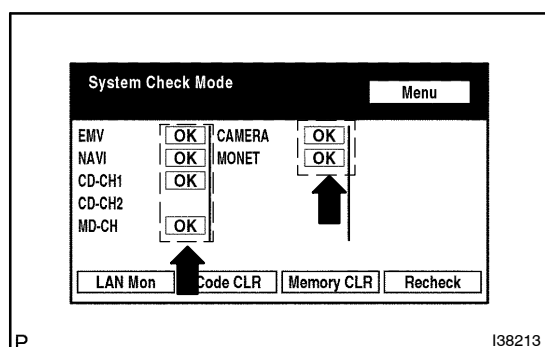 System Check Mode
Menu
EMV OK CAMERA OK
NAVI OK MONET OK
CD-CH1 OK
CD-CH2
MD-CH OK
LAN Mon Code CLR Memory CLR Recheck
P I38213